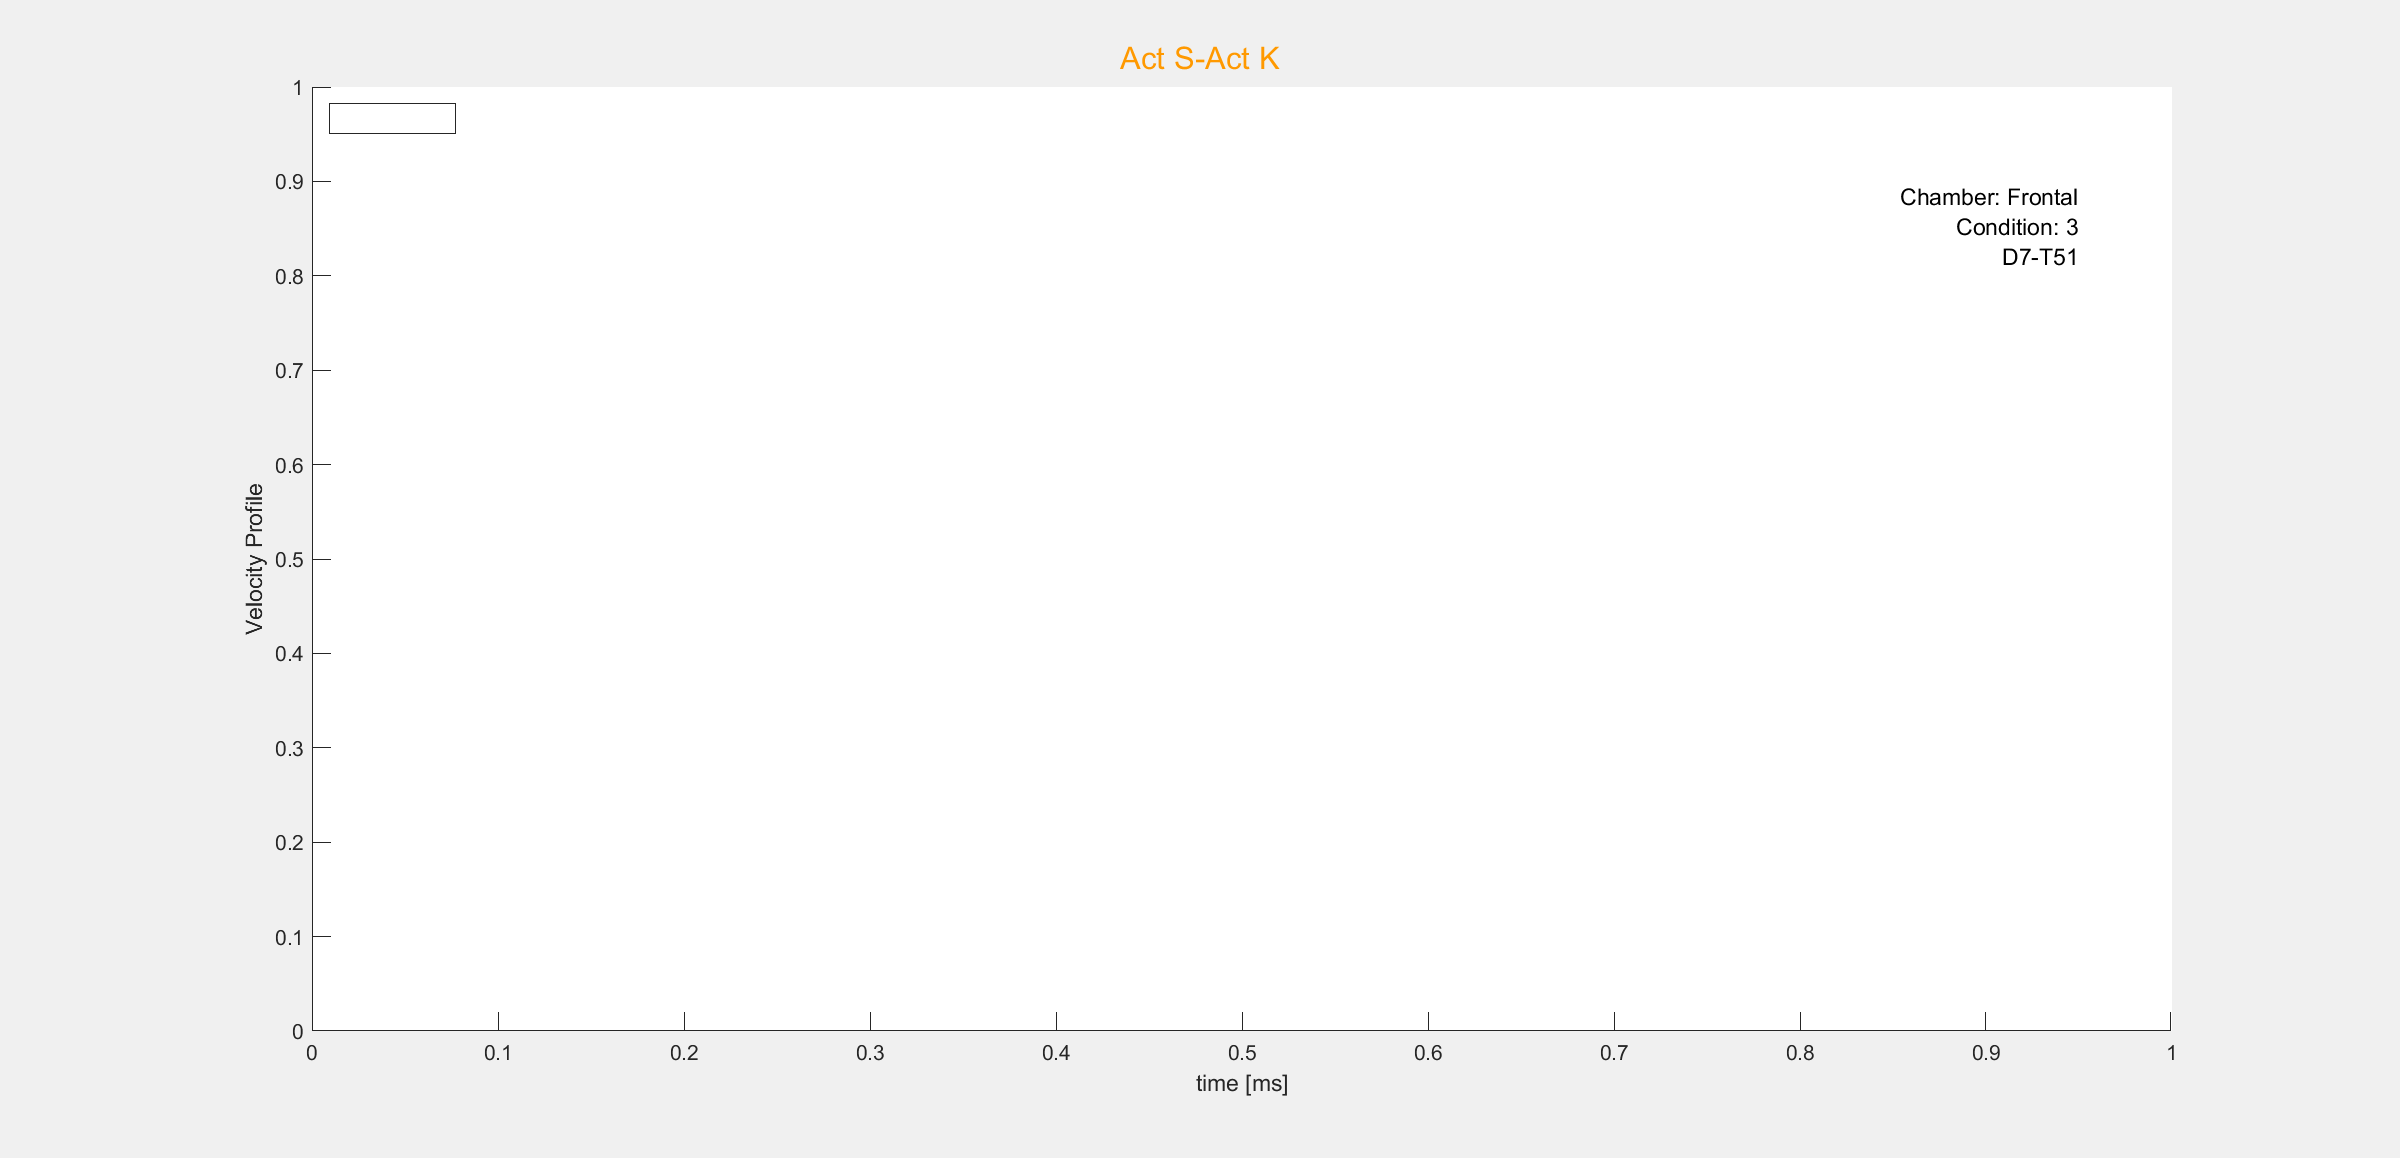 Act S-Act K
1
0.9
0.8
0.7
0.6
0.5
0.4
0.3
0.2
0.1
0
Velocity Profile
Chamber: Frontal
Condition: 3
D7-T51
0 0.1 0.2 0.3 0.4 0.5 0.6 0.7 0.8 0.9 1
time [ms]